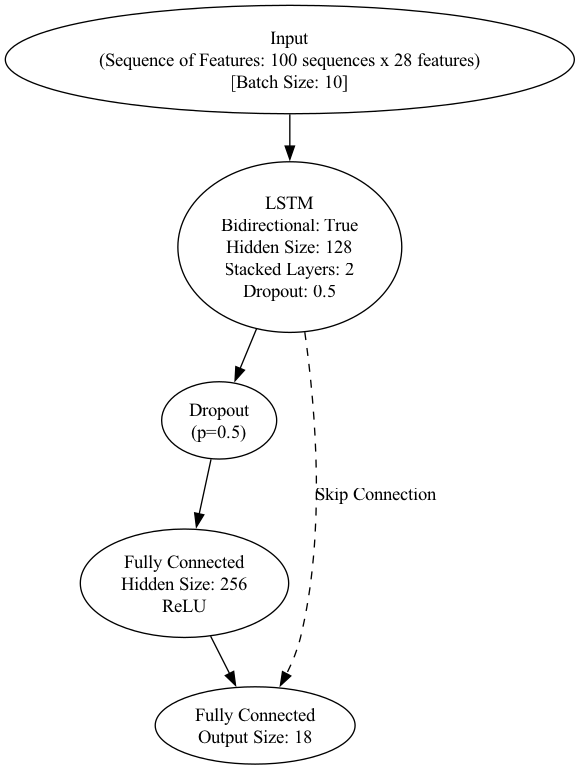 Input
(Sequence of Features: 100 sequences x 28 features)
[Batch Size: 10]
LSTM
Bidirectional: True
Hidden Size: 128
Stacked Layers: 2
Dropout: 0.5
Dropout
(p=0.5)
Skip Connection
Fully Connected
Hidden Size: 256
ReLU
Fully Connected
Output Size: 18